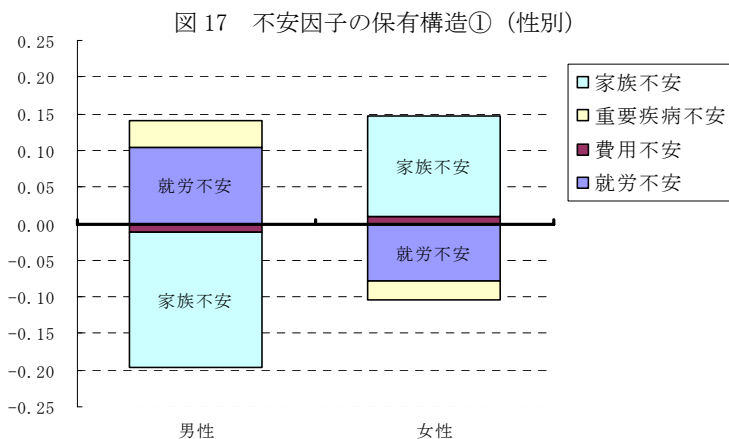 図 17　不安因子の保有構造①（性別）
0.25
0.20
0.15
0.10
0.05
0.00
-0.05
-0.10
-0.15
-0.20
-0.25
就労不安
家族不安
家族不安
就労不安
男性
女性
家族不安
重要疾病不安
費用不安
就労不安